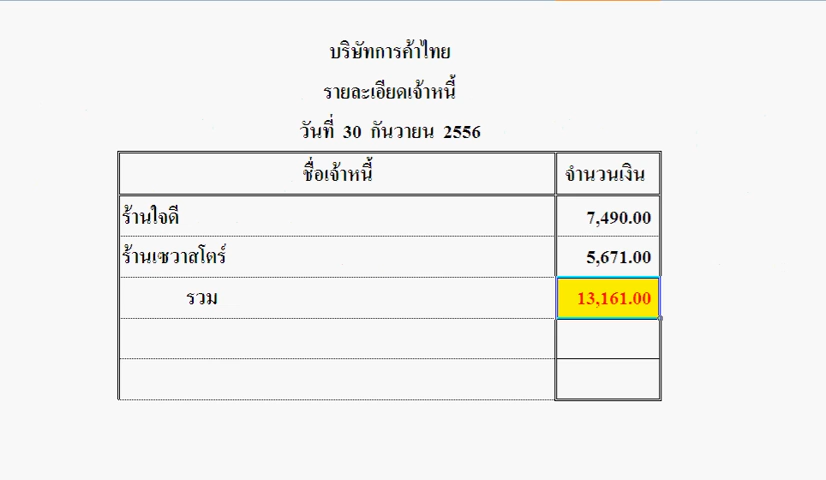 บริษัทการค้าไทย
รายละเอียดเจ้าหนี้
วันที่ 30 กันวายน 2556
ชื่อเจ้าหนี้ จำนวนเงิน
ร้านใจดี 7,490.00
ร้านเซวาสโตร์ 5,671.00
รวม 13,161.00